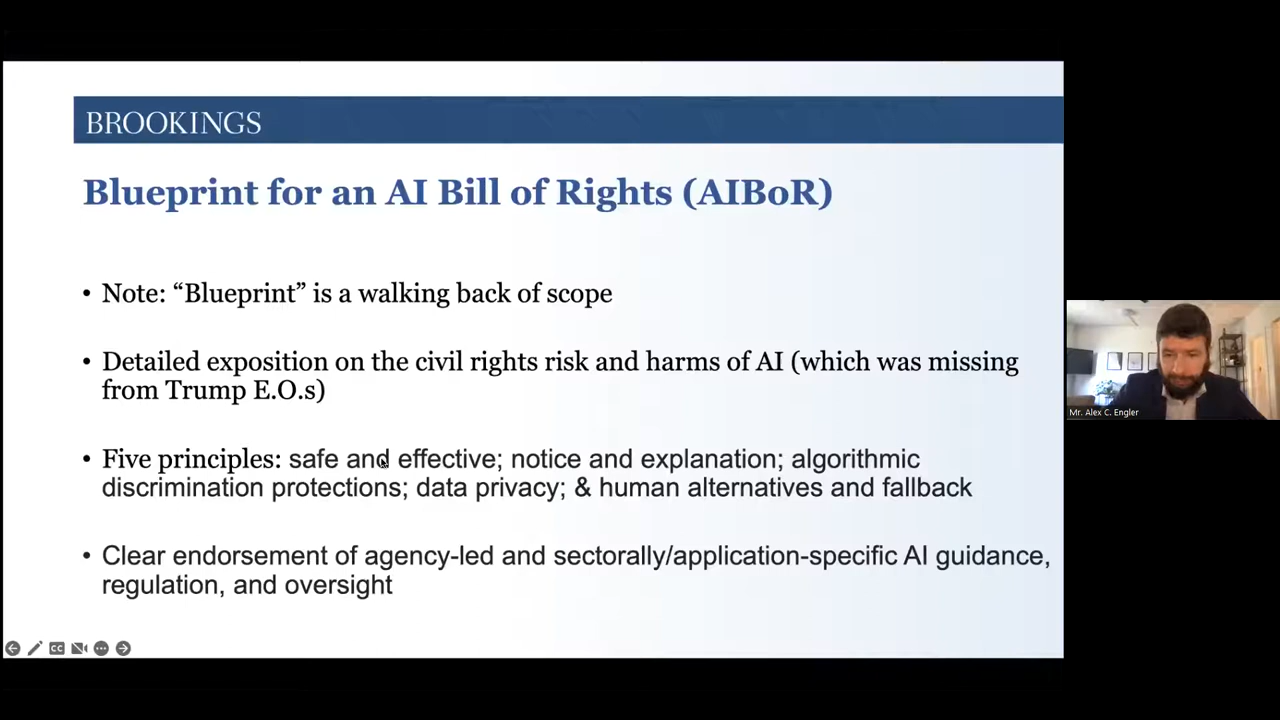 BROOKINGS
Blueprint for an AI Bill of Rights (AIBoR)
• Note: “Blueprint” is a walking back of scope
• Detailed exposition on the civil rights risk and harms of AI (which was missing
from Trump E.O.s)
• Five principles: safe and effective; notice and explanation; algorithmic
discrimination protections; data privacy; & human alternatives and fallback
• Clear endorsement of agency-led and sectorally/application-specific AI guidance,
regulation, and oversight
CC
Mr. Alex C. Engler